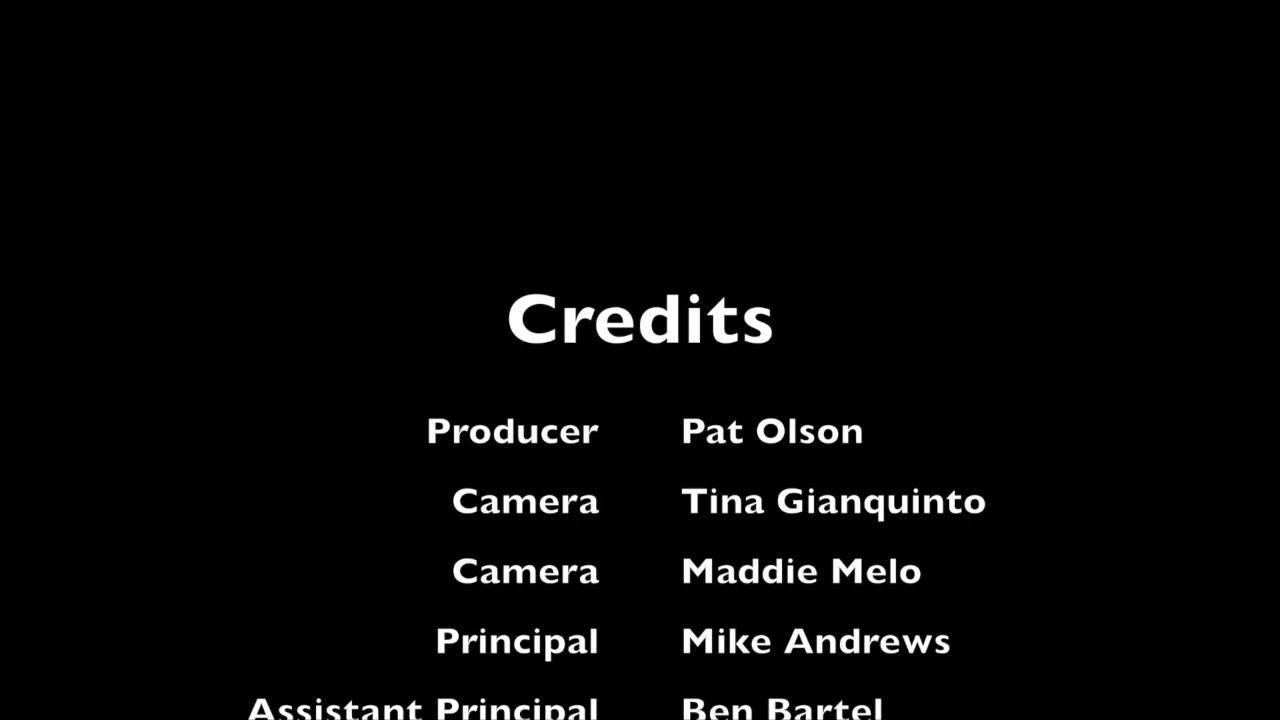 Credits
Producer Pat Olson
Camera Tina Gianquinto
Camera Maddie Melo
Principal Mike Andrews
Assistant Principal Ben Bartel